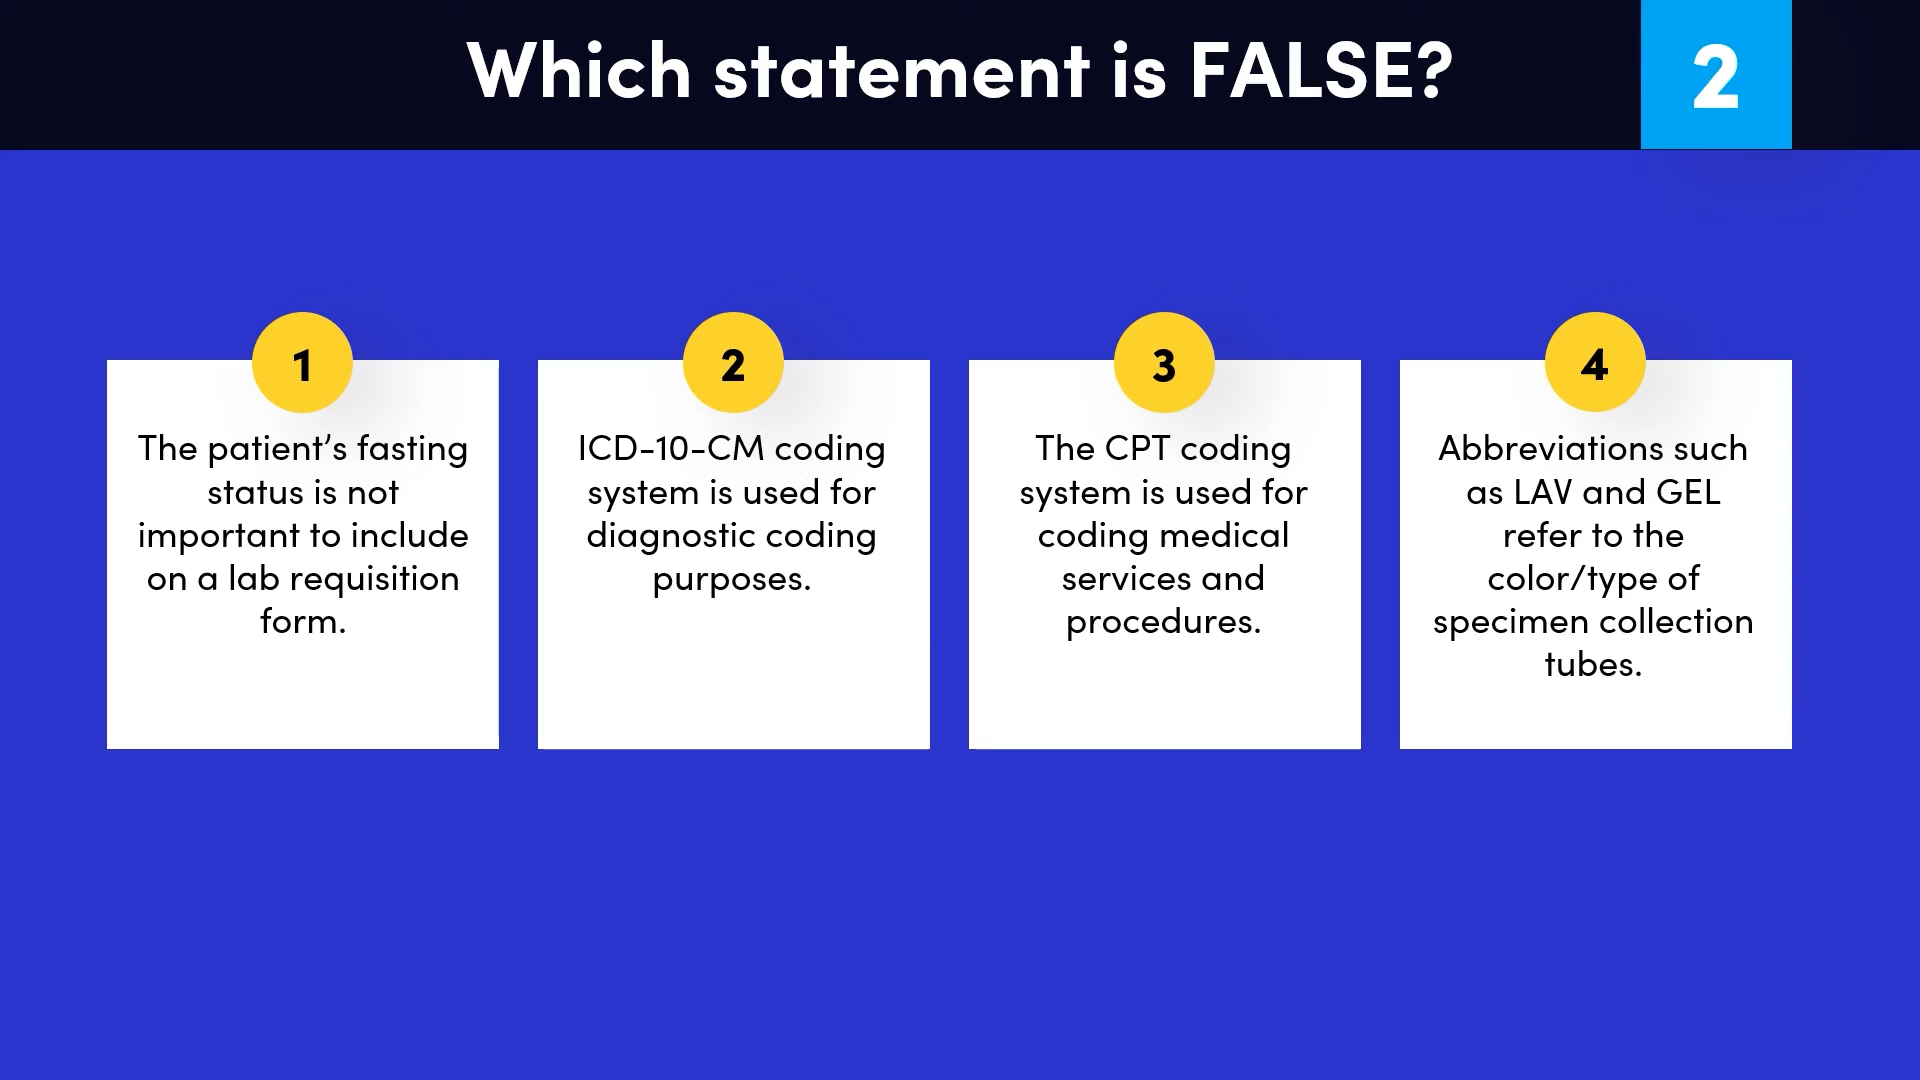 Which statement is FALSE?
2
1
The patient’s fasting
status is not
important to include
on a lab requisition
form.
2
ICD-10-CM coding
system is used for
diagnostic coding
purposes.
3
The CPT coding
system is used for
coding medical
services and
procedures.
4
Abbreviations such
as LAV and GEL
refer to the
color/type of
specimen collection
tubes.